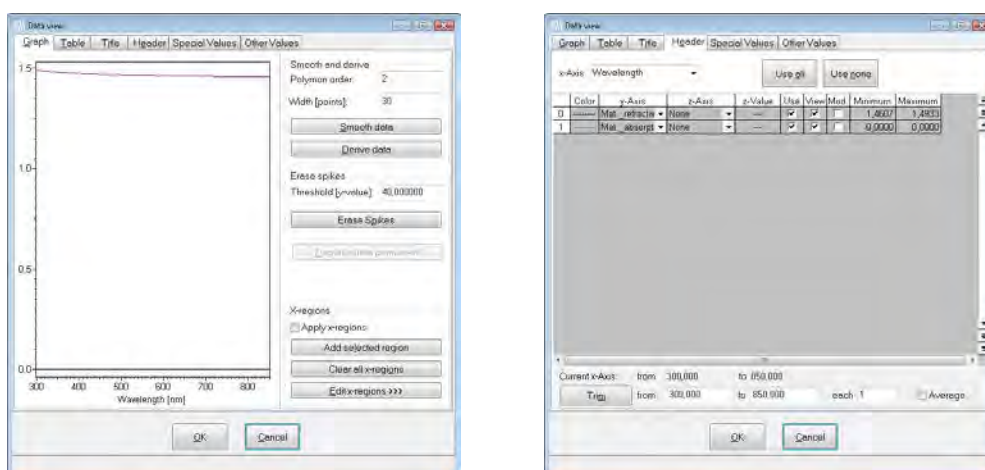 Data view
Graph Table Title Header Special Values Other Values
1.5
1.0
0.5
0.0
300 400 500 600 700 800
Wavelength [nm]
Smooth and derive
Polynom order: 2
Width [points]: 30
Smooth data
Derive data
Erase spikes
Threshold [y-value] 40,000000
Erase Spikes
X-regions
Apply x-regions
Add selected region
Clear all x-regions
Edit x-regions >>>
OK Cancel
Data view
Graph Table Title Header Special Values Other Values
x-Axis Wavelength Use all Use none
Color y-Axis z-Axis z-Value Use View Mod Minimum Maximum
0 Mat._refractiv None --- 1,4607 1,4933
1 Mat._absorpt None --- 0,0000 0,0000
Current x-Axis: from 300,000 to 850,000
Trim from 300,000 to 850,000 each 1 Average
OK Cancel